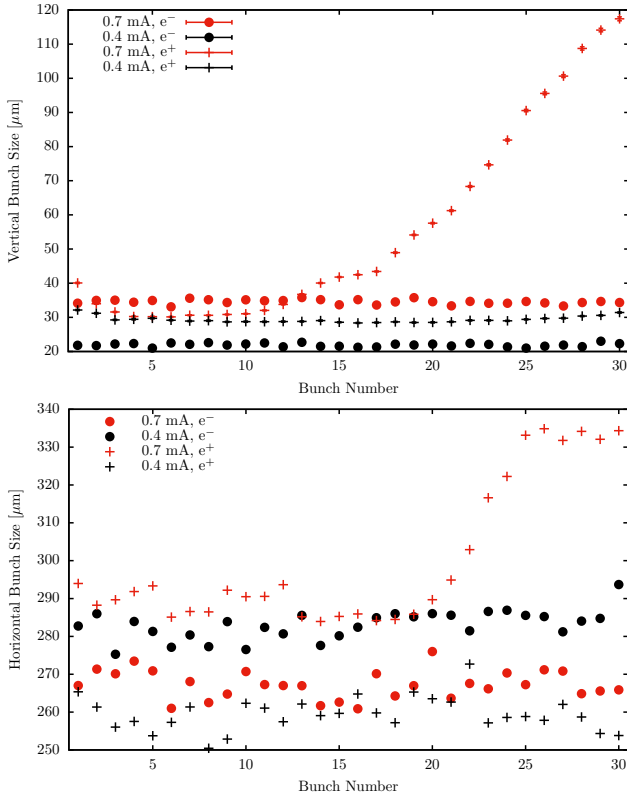 120
110
100
90
80
70
60
50
40
30
20
Vertical Bunch Size [μm]
0.7 mA, e⁻
0.4 mA, e⁻
0.7 mA, e⁺
0.4 mA, e⁺
5 10 15 20 25 30
Bunch Number
340
330
320
310
300
290
280
270
260
250
Horizontal Bunch Size [μm]
0.7 mA, e⁻
0.4 mA, e⁻
0.7 mA, e⁺
0.4 mA, e⁺
5 10 15 20 25 30
Bunch Number